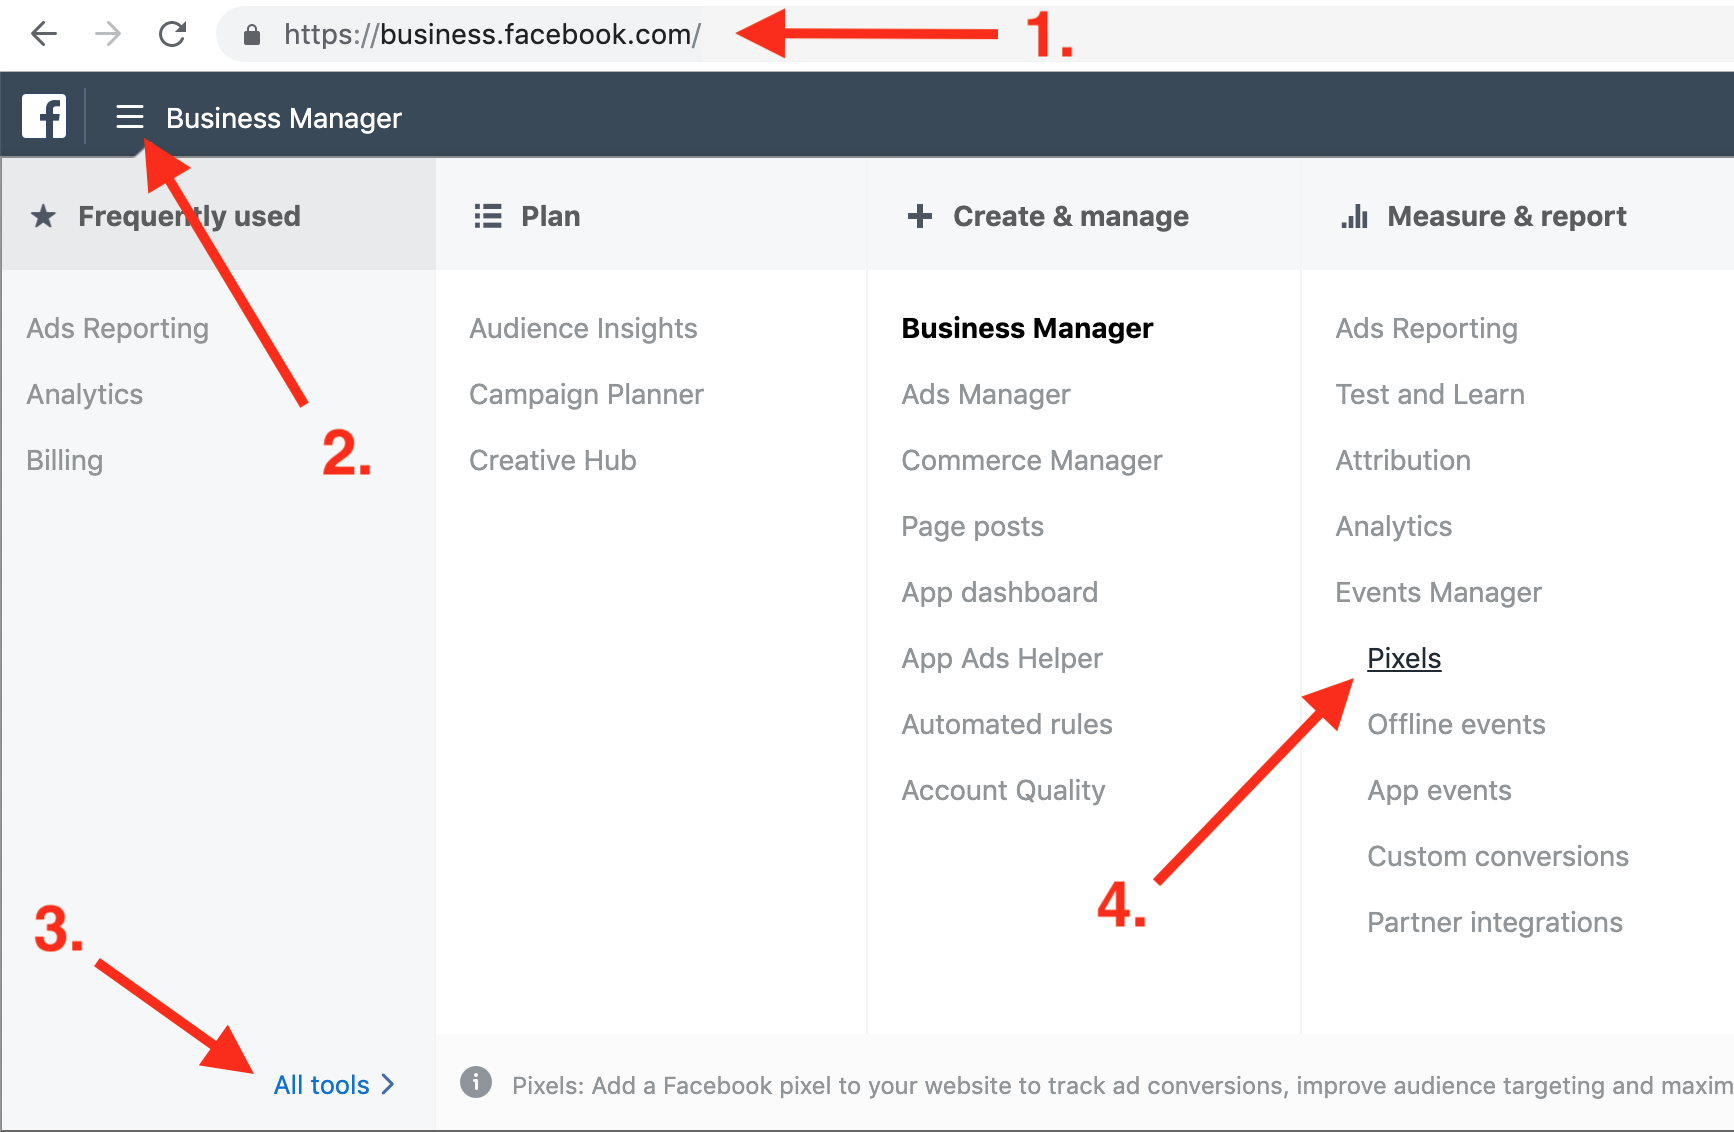 https://business.facebook.com/
1.
Business Manager
Frequently used
Ads Reporting
Analytics
Billing
2.
3.
All tools
Plan
Audience Insights
Campaign Planner
Creative Hub
Create & manage
Business Manager
Ads Manager
Commerce Manager
Page posts
App dashboard
App Ads Helper
Automated rules
Account Quality
4.
Measure & report
Ads Reporting
Test and Learn
Attribution
Analytics
Events Manager
Pixels
Offline events
App events
Custom conversions
Partner integrations
Pixels: Add a Facebook pixel to your website to track ad conversions, improve audience targeting and maxim